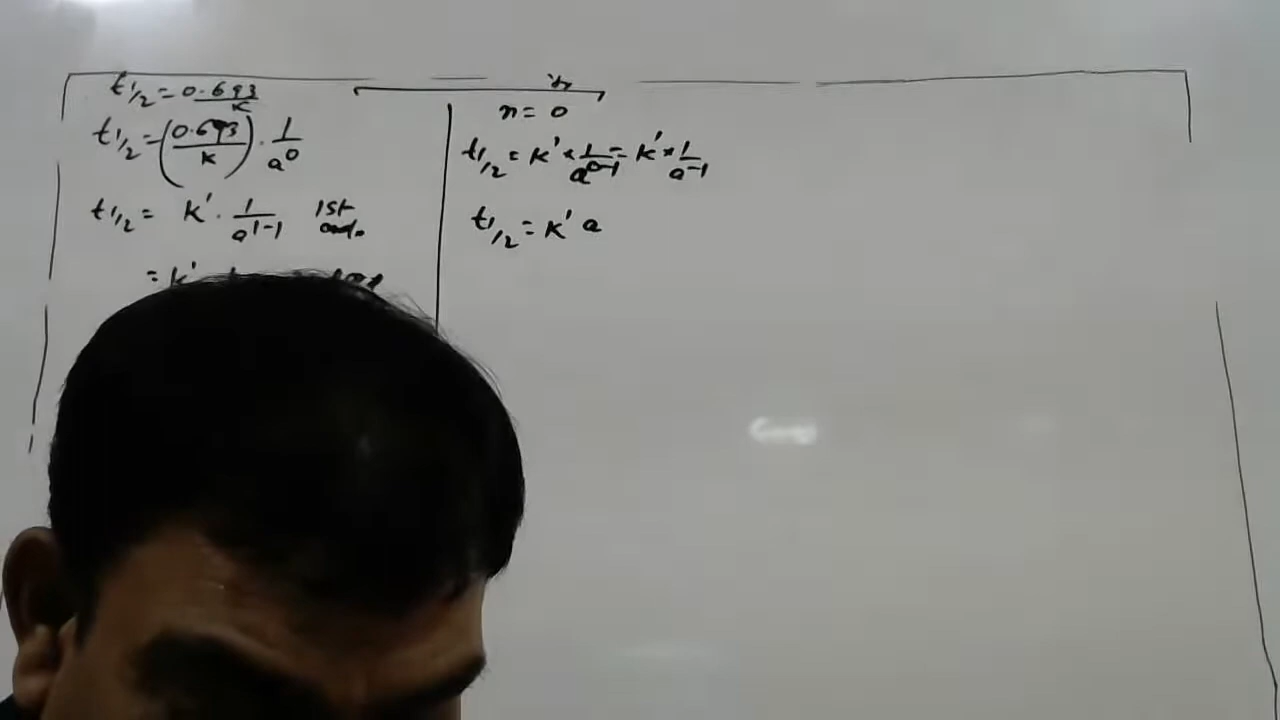 t1/2 = 0.693/K
t1/2 = (0.693/K) · 1/a⁰
t1/2 = K' · 1/a¹⁻¹ 1st
= K'
n = 0
t1/2 = K' × 1/a⁰⁻¹ = K' × 1/a⁻¹
t1/2 = K' a